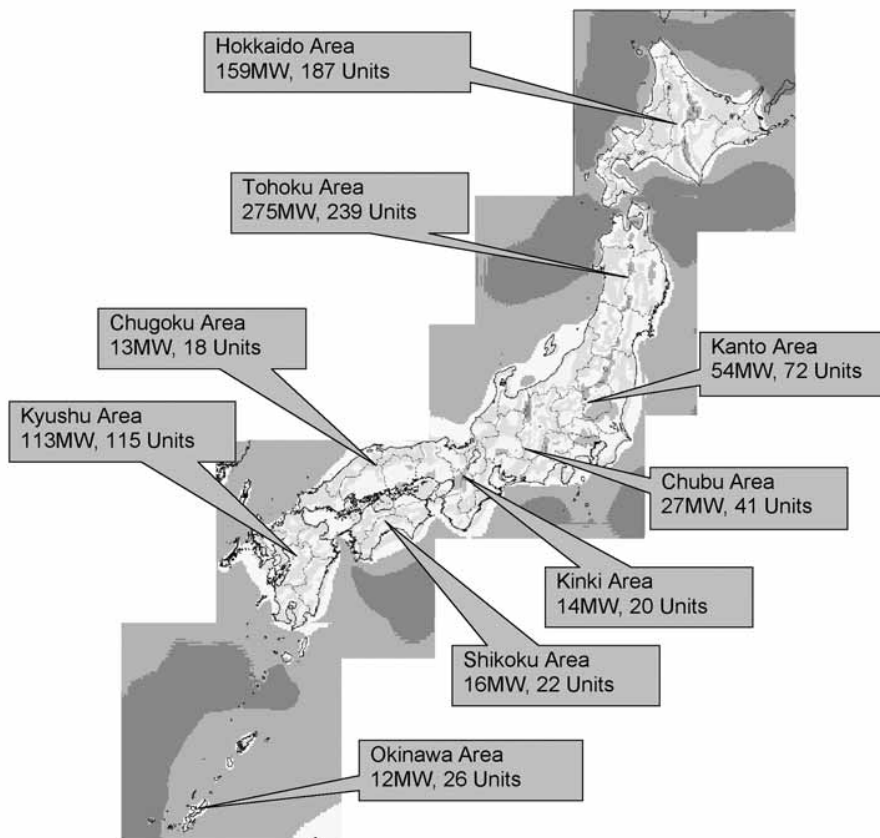 Hokkaido Area
159MW, 187 Units
Tohoku Area
275MW, 239 Units
Chugoku Area
13MW, 18 Units
Kanto Area
54MW, 72 Units
Kyushu Area
113MW, 115 Units
Chubu Area
27MW, 41 Units
Kinki Area
14MW, 20 Units
Shikoku Area
16MW, 22 Units
Okinawa Area
12MW, 26 Units